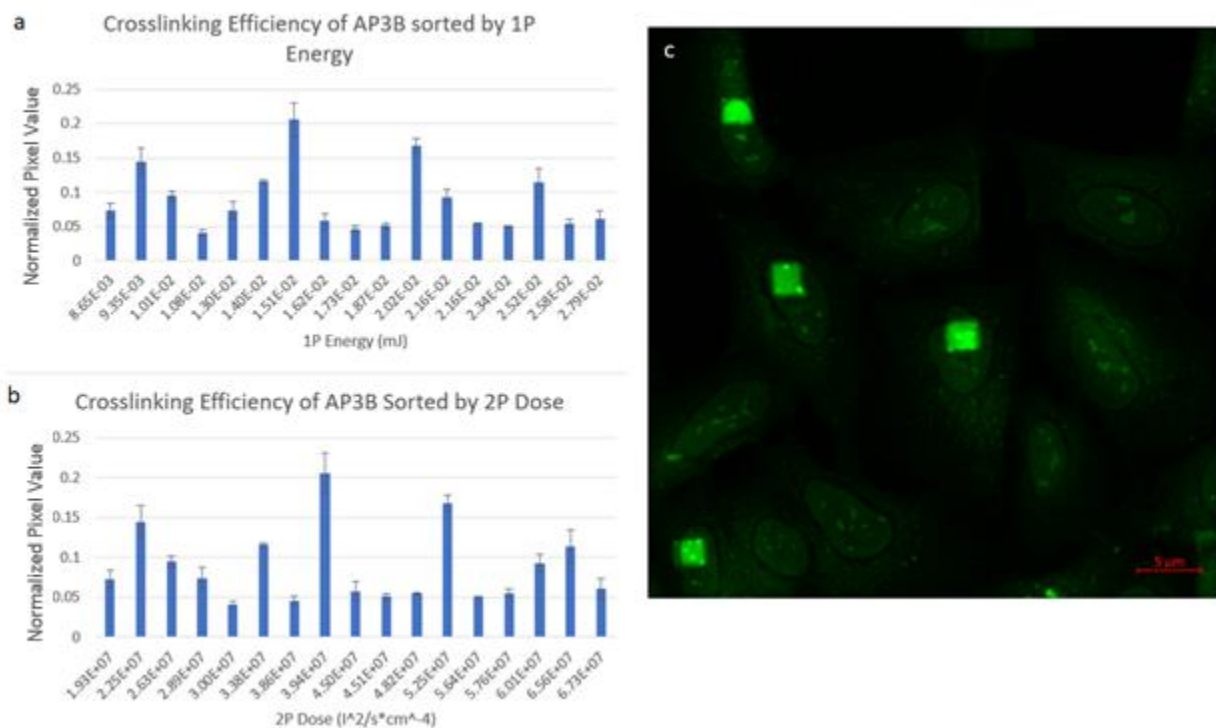 a
Crosslinking Efficiency of AP3B sorted by 1P
Energy
Normalized Pixel Value
0.25
0.2
0.15
0.1
0.05
0
8.65E-03
9.35E-03
1.01E-02
1.08E-02
1.30E-02
1.40E-02
1.51E-02
1.62E-02
1.73E-02
1.87E-02
2.02E-02
2.16E-02
2.16E-02
2.34E-02
2.52E-02
2.58E-02
2.79E-02
1P Energy (mJ)
b
Crosslinking Efficiency of AP3B Sorted by 2P Dose
Normalized Pixel Value
0.25
0.2
0.15
0.1
0.05
0
1.93E+07
2.25E+07
2.63E+07
2.89E+07
3.00E+07
3.38E+07
3.86E+07
3.94E+07
4.50E+07
4.51E+07
4.82E+07
5.25E+07
5.64E+07
5.76E+07
6.01E+07
6.56E+07
6.73E+07
2P Dose (I^2/s*cm^-4)
c
5 μm